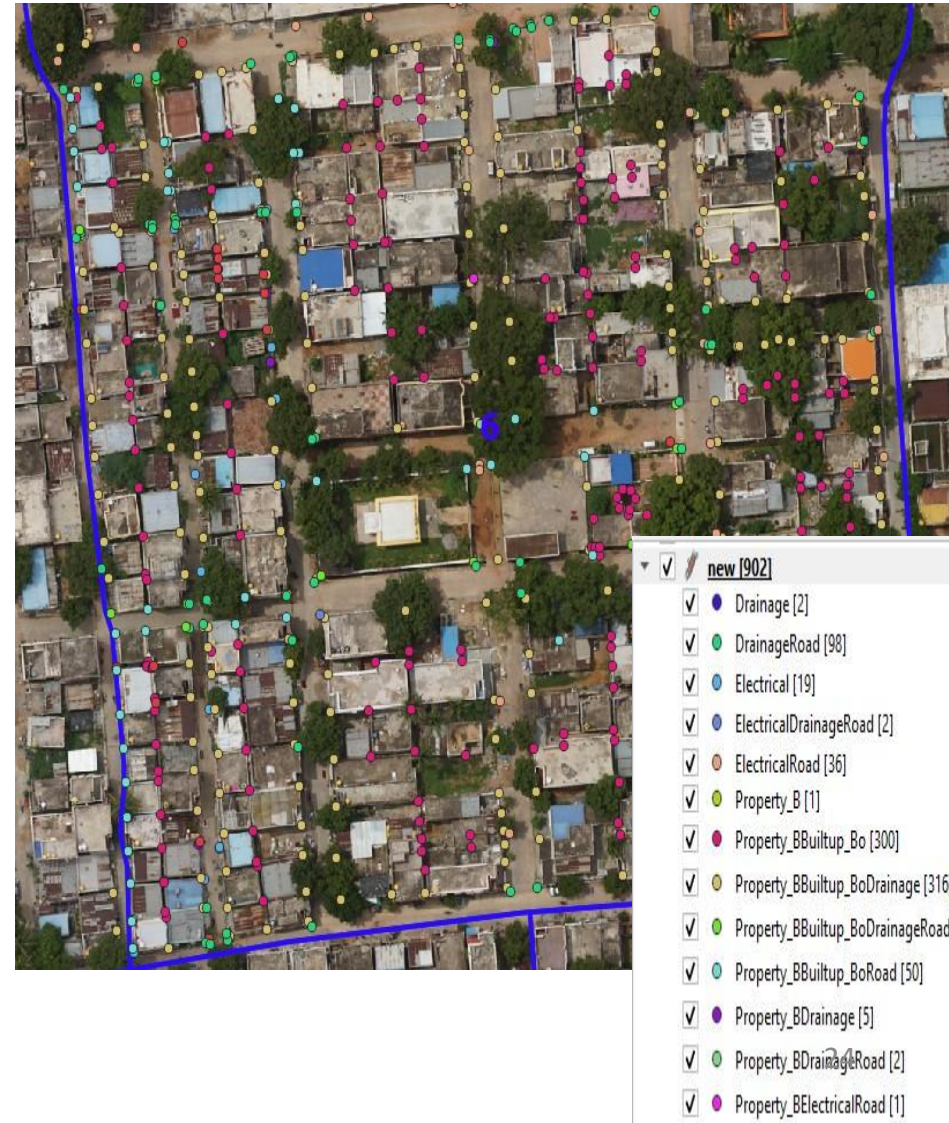 6
new [902]
Drainage [2]
DrainageRoad [98]
Electrical [19]
ElectricalDrainageRoad [2]
ElectricalRoad [36]
Property_B [1]
Property_BBuiltup_Bo [300]
Property_BBuiltup_BoDrainage [316
Property_BBuiltup_BoDrainageRoad
Property_BBuiltup_BoRoad [50]
Property_BDrainage [5]
24
Property_BDrainageRoad [2]
Property_BElectricalRoad [1]